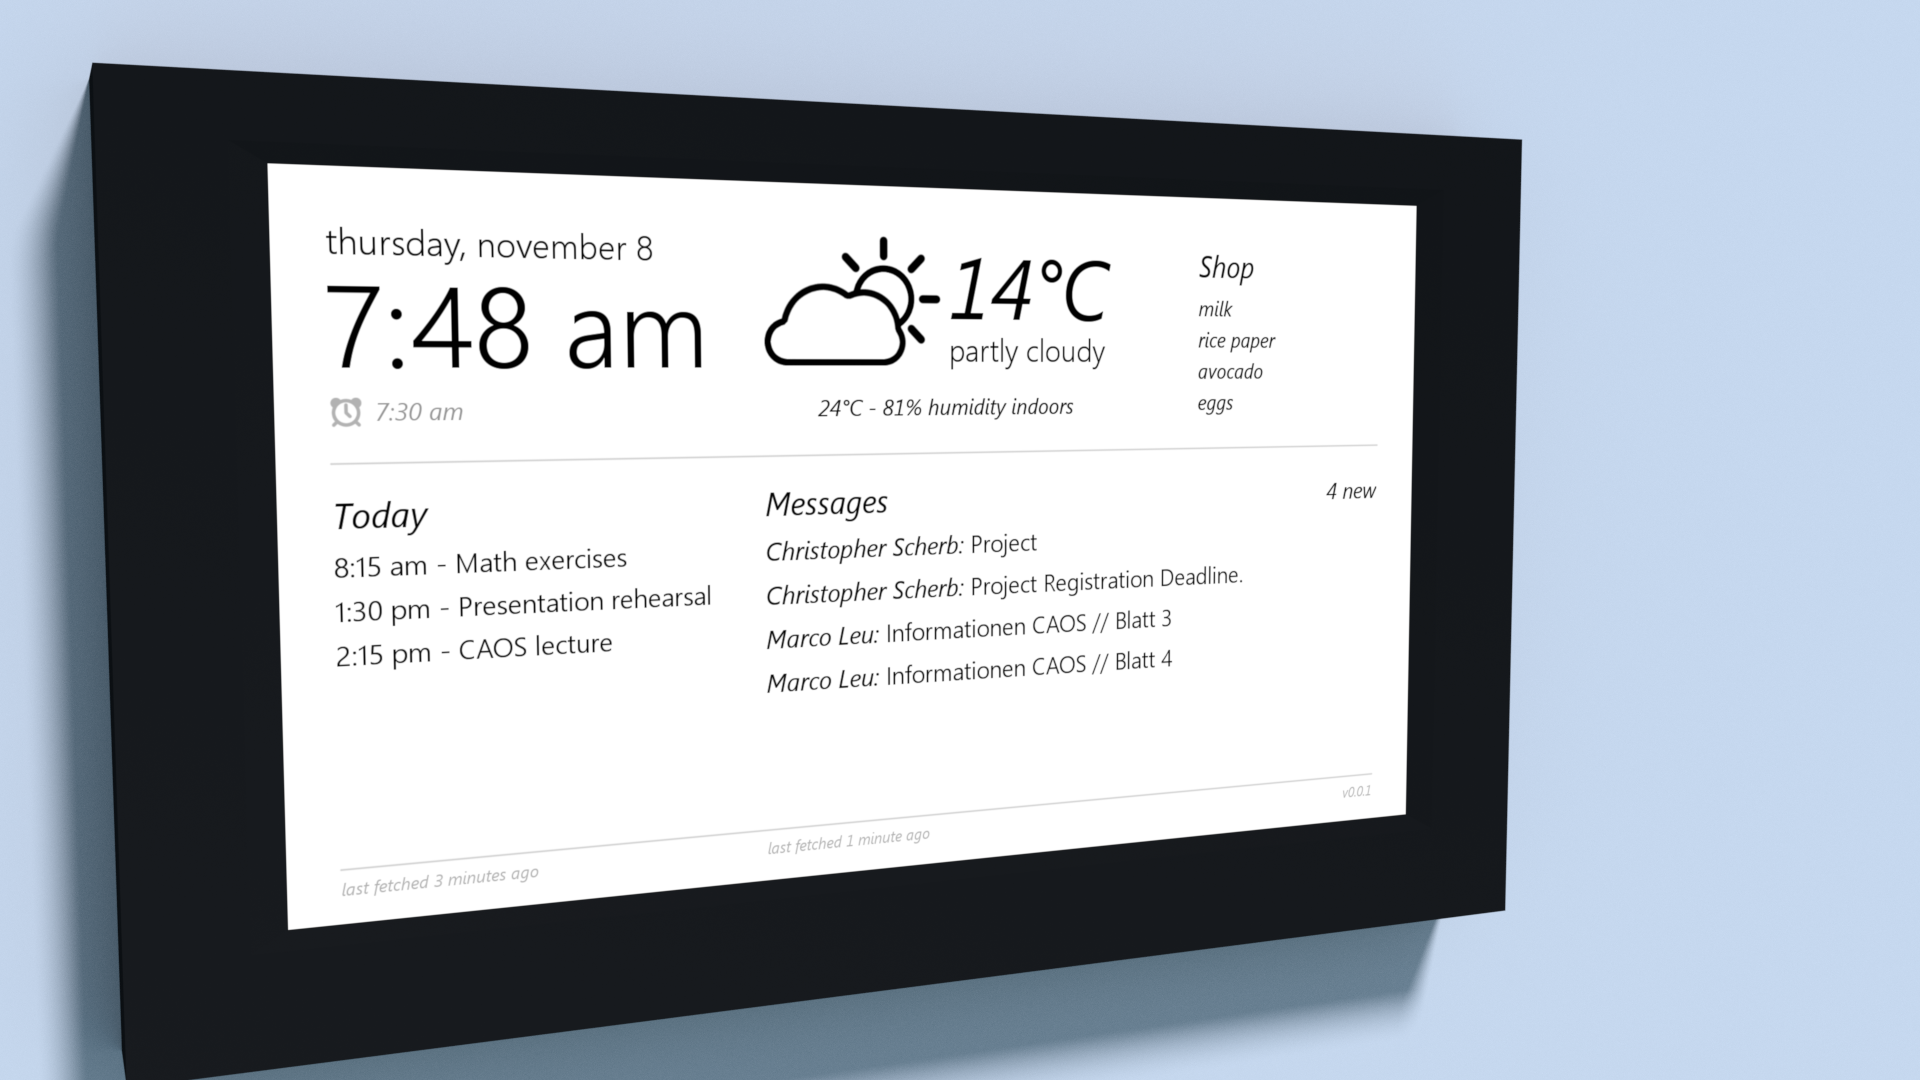 thursday, november 8
7:48 am
7:30 am
14°C
partly cloudy
24°C - 81% humidity indoors
Shop
milk
rice paper
avocado
eggs
Today
8:15 am - Math exercises
1:30 pm - Presentation rehearsal
2:15 pm - CAOS lecture
Messages
4 new
Christopher Scherb: Project
Christopher Scherb: Project Registration Deadline.
Marco Leu: Informationen CAOS // Blatt 3
Marco Leu: Informationen CAOS // Blatt 4
last fetched 3 minutes ago
last fetched 1 minute ago
v0.0.1